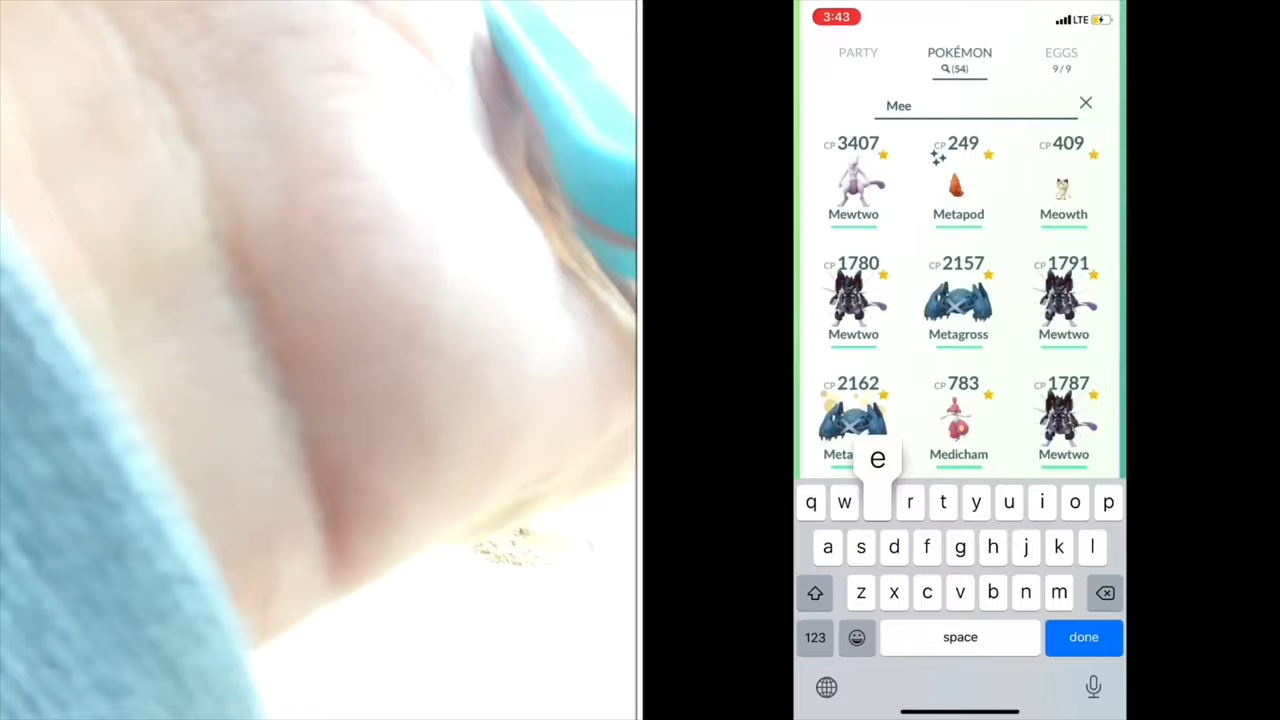 3:43 LTE
PARTY POKÉMON EGGS
(54) 9/9
Mee
CP 3407 CP 249 CP 409
Mewtwo Metapod Meowth
CP 1780 CP 2157 CP 1791
Mewtwo Metagross Mewtwo
CP 2162 CP 783 CP 1787
Meta Medicham Mewtwo
e
q w r t y u i o p
a s d f g h j k l
z x c v b n m
123 space done